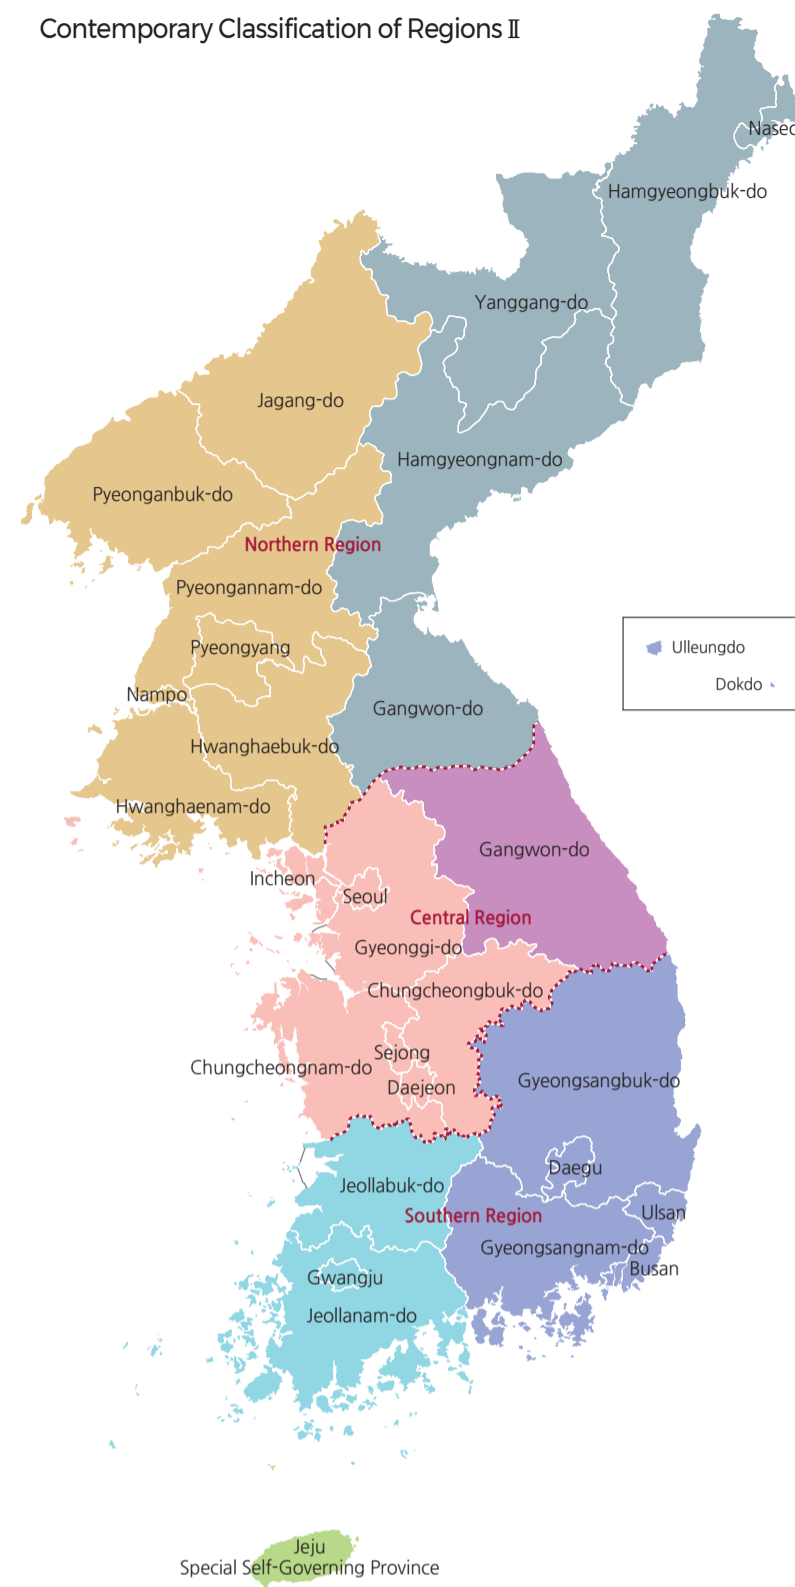 Contemporary Classification of Regions Ⅱ
Naseo
Hamgyeongbuk-do
Yanggang-do
Jagang-do
Hamgyeongnam-do
Pyeonganbuk-do
Northern Region
Pyeongannam-do
Pyeongyang
Ulleungdo
Dokdo
Nampo
Gangwon-do
Hwanghaebuk-do
Hwanghaenam-do
Gangwon-do
Incheon
Seoul
Central Region
Gyeonggi-do
Chungcheongbuk-do
Sejong
Chungcheongnam-do
Gyeongsangbuk-do
Daejeon
Daegu
Jeollabuk-do
Ulsan
Southern Region
Gyeongsangnam-do
Busan
Gwangju
Jeollanam-do
Jeju
Special Self-Governing Province